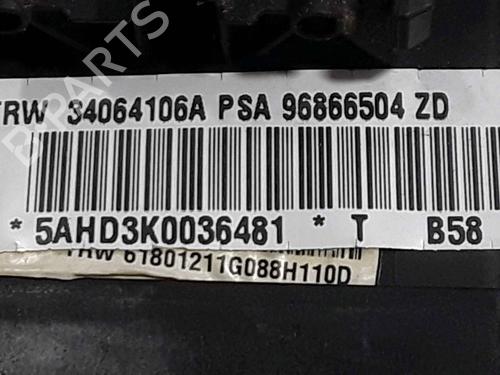 TRW 34064106A PSA 96866504 ZD
* 5AHD3K0036481 * T B58
TRW 61801211G088H110D